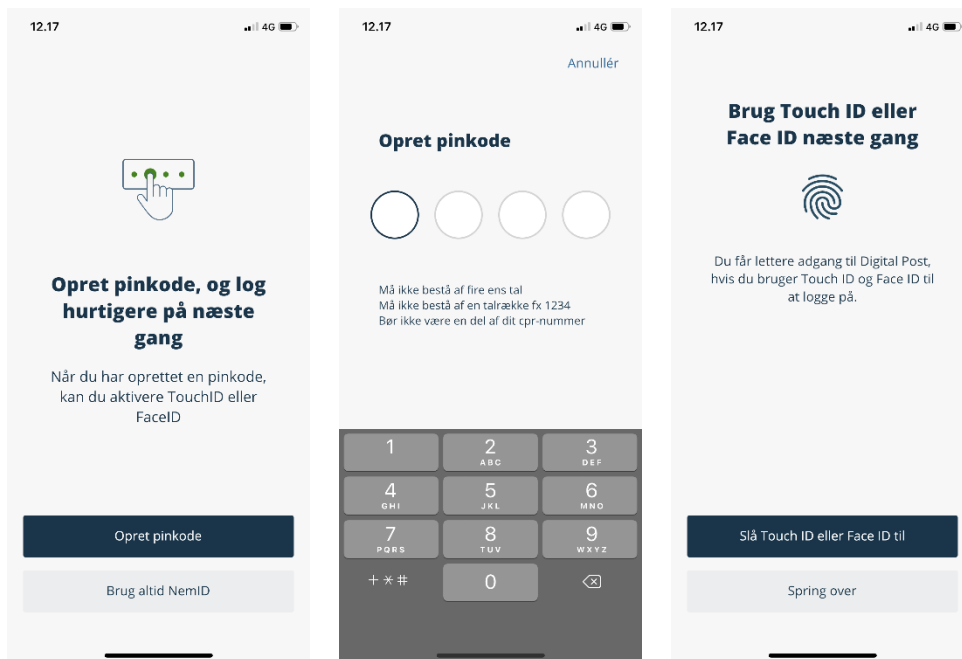 12.17
4G
Opret pinkode, og log
hurtigere på næste
gang
Når du har oprettet en pinkode,
kan du aktivere TouchID eller
FaceID
Opret pinkode
Brug altid NemID
12.17
4G
Annullér
Opret pinkode
Må ikke bestå af fire ens tal
Må ikke bestå af en talrække fx 1234
Bør ikke være en del af dit cpr-nummer
1 2 3
ABC DEF
4 5 6
GHI JKL MNO
7 8 9
PQRS TUV WXYZ
+ * # 0
12.17
4G
Brug Touch ID eller
Face ID næste gang
Du får lettere adgang til Digital Post,
hvis du bruger Touch ID og Face ID til
at logge på.
Slå Touch ID eller Face ID til
Spring over